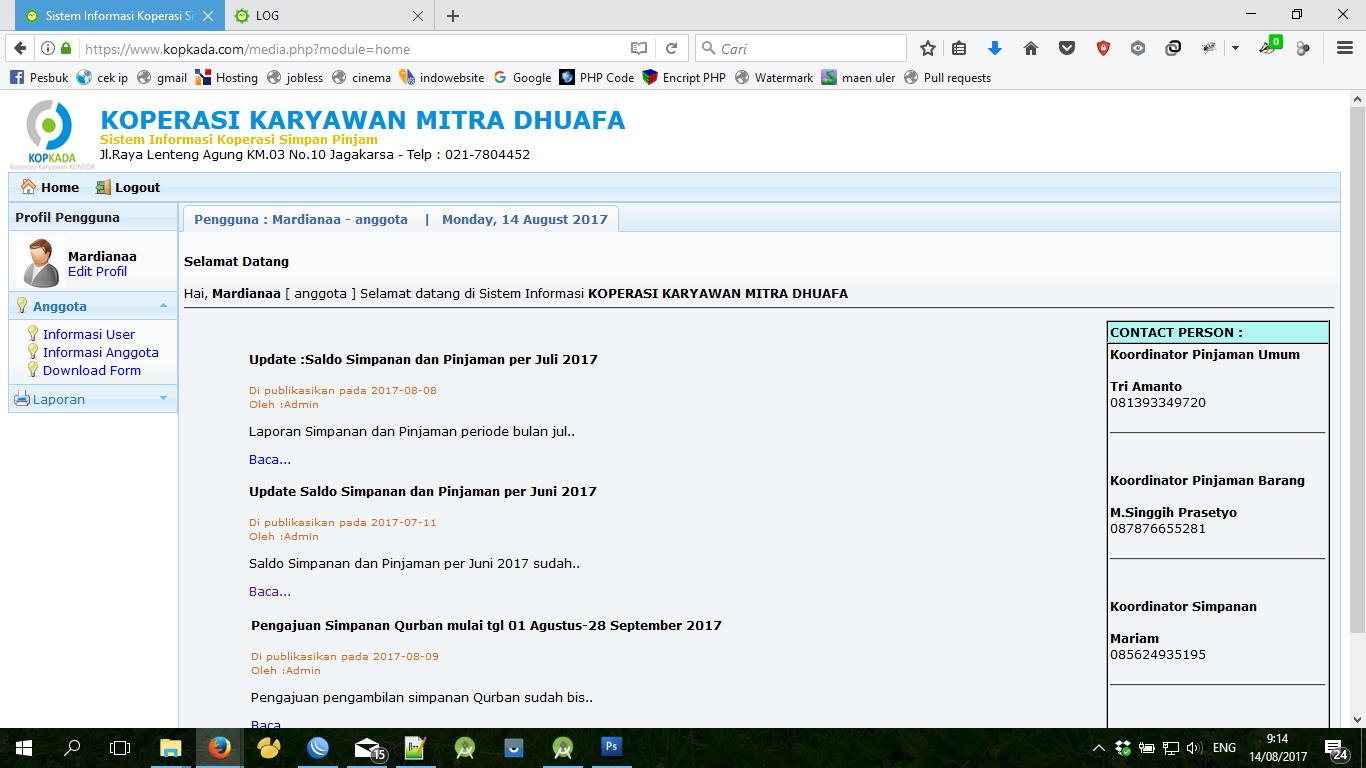 Sistem Informasi Koperasi Si
LOG
https://www.kopkada.com/media.php?module=home
Cari
0
Pesbuk
cek ip
gmail
Hosting
jobless
cinema
indowebsite
Google
PHP Code
Encript PHP
Watermark
maen uler
Pull requests
KOPKADA
Koperasi Karyawan KOMIDA
KOPERASI KARYAWAN MITRA DHUAFA
Sistem Informasi Koperasi Simpan Pinjam
Jl.Raya Lenteng Agung KM.03 No.10 Jagakarsa - Telp : 021-7804452
Home
Logout
Profil Pengguna
Mardianaa
Edit Profil
Anggota
Informasi User
Informasi Anggota
Download Form
Laporan
Pengguna : Mardianaa - anggota | Monday, 14 August 2017
Selamat Datang
Hai, Mardianaa [ anggota ] Selamat datang di Sistem Informasi KOPERASI KARYAWAN MITRA DHUAFA
Update :Saldo Simpanan dan Pinjaman per Juli 2017
Di publikasikan pada 2017-08-08
Oleh :Admin
Laporan Simpanan dan Pinjaman periode bulan jul..
Baca...
Update Saldo Simpanan dan Pinjaman per Juni 2017
Di publikasikan pada 2017-07-11
Oleh :Admin
Saldo Simpanan dan Pinjaman per Juni 2017 sudah..
Baca...
Pengajuan Simpanan Qurban mulai tgl 01 Agustus-28 September 2017
Di publikasikan pada 2017-08-09
Oleh :Admin
Pengajuan pengambilan simpanan Qurban sudah bis..
Baca
CONTACT PERSON :
Koordinator Pinjaman Umum
Tri Amanto
081393349720
Koordinator Pinjaman Barang
M.Singgih Prasetyo
087876655281
Koordinator Simpanan
Mariam
085624935195
15
Ps
ENG
9:14
14/08/2017
24